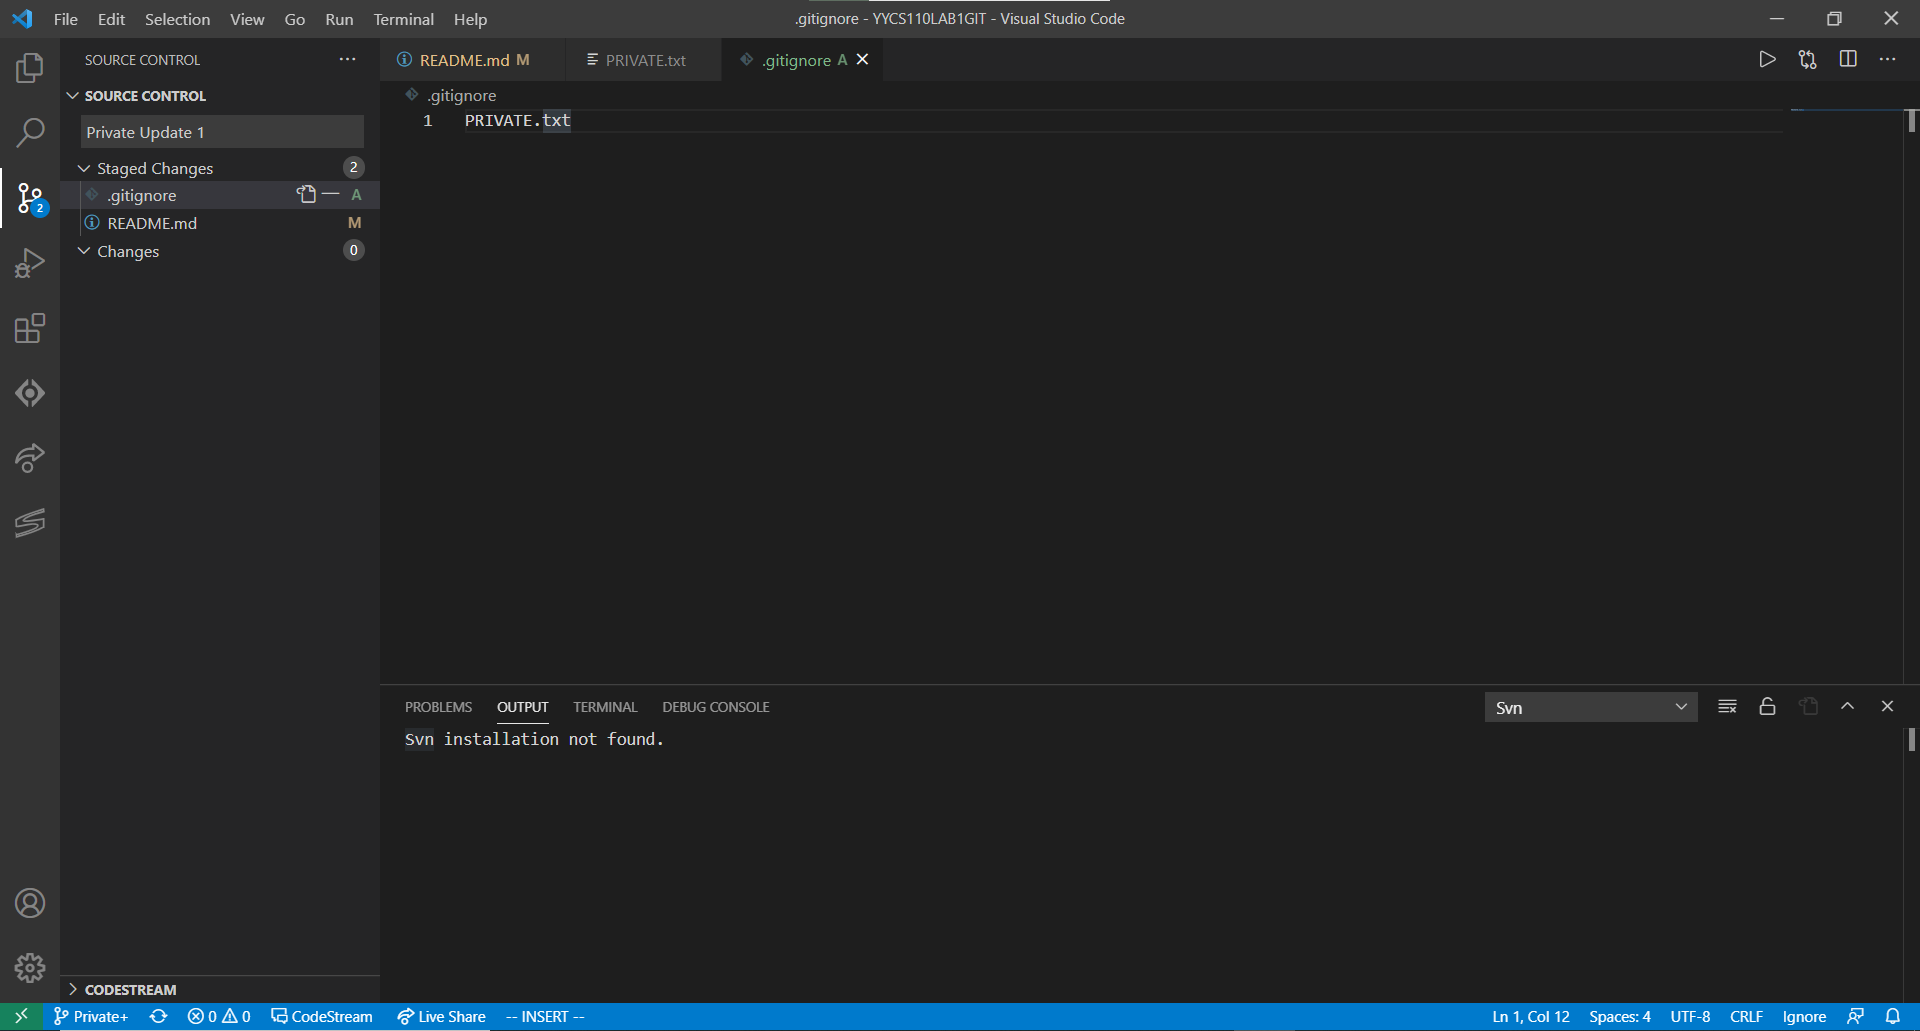 File Edit Selection View Go Run Terminal Help
.gitignore - YYCS110LAB1GIT - Visual Studio Code
SOURCE CONTROL
README.md M
PRIVATE.txt
.gitignore A
SOURCE CONTROL
.gitignore
Private Update 1
1 PRIVATE.txt
Staged Changes 2
.gitignore A
README.md M
Changes 0
2
PROBLEMS OUTPUT TERMINAL DEBUG CONSOLE
Svn
Svn installation not found.
CODESTREAM
Private+ 0 0 CodeStream Live Share -- INSERT --
Ln 1, Col 12 Spaces: 4 UTF-8 CRLF Ignore